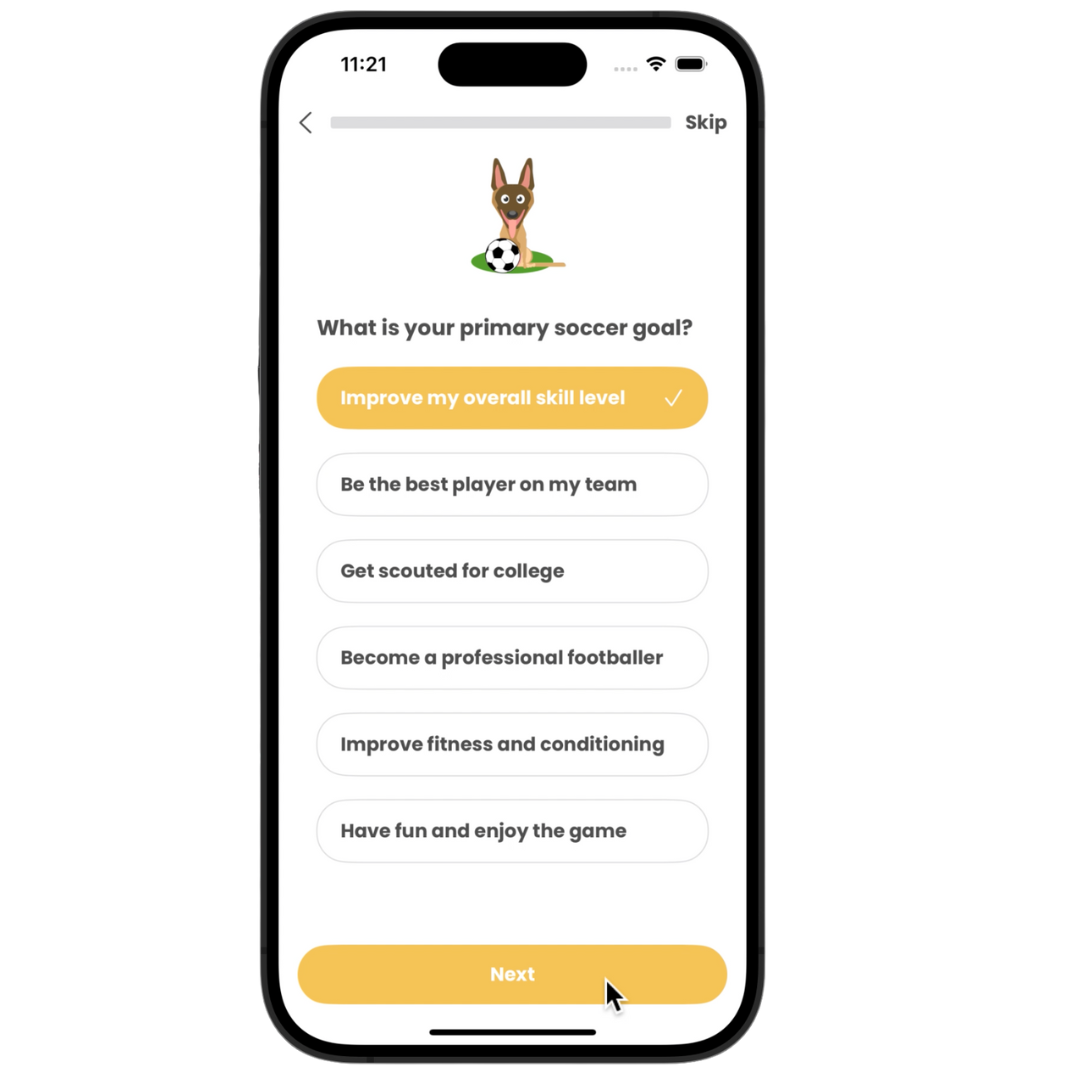 11:21
Skip
What is your primary soccer goal?
Improve my overall skill level
Be the best player on my team
Get scouted for college
Become a professional footballer
Improve fitness and conditioning
Have fun and enjoy the game
Next